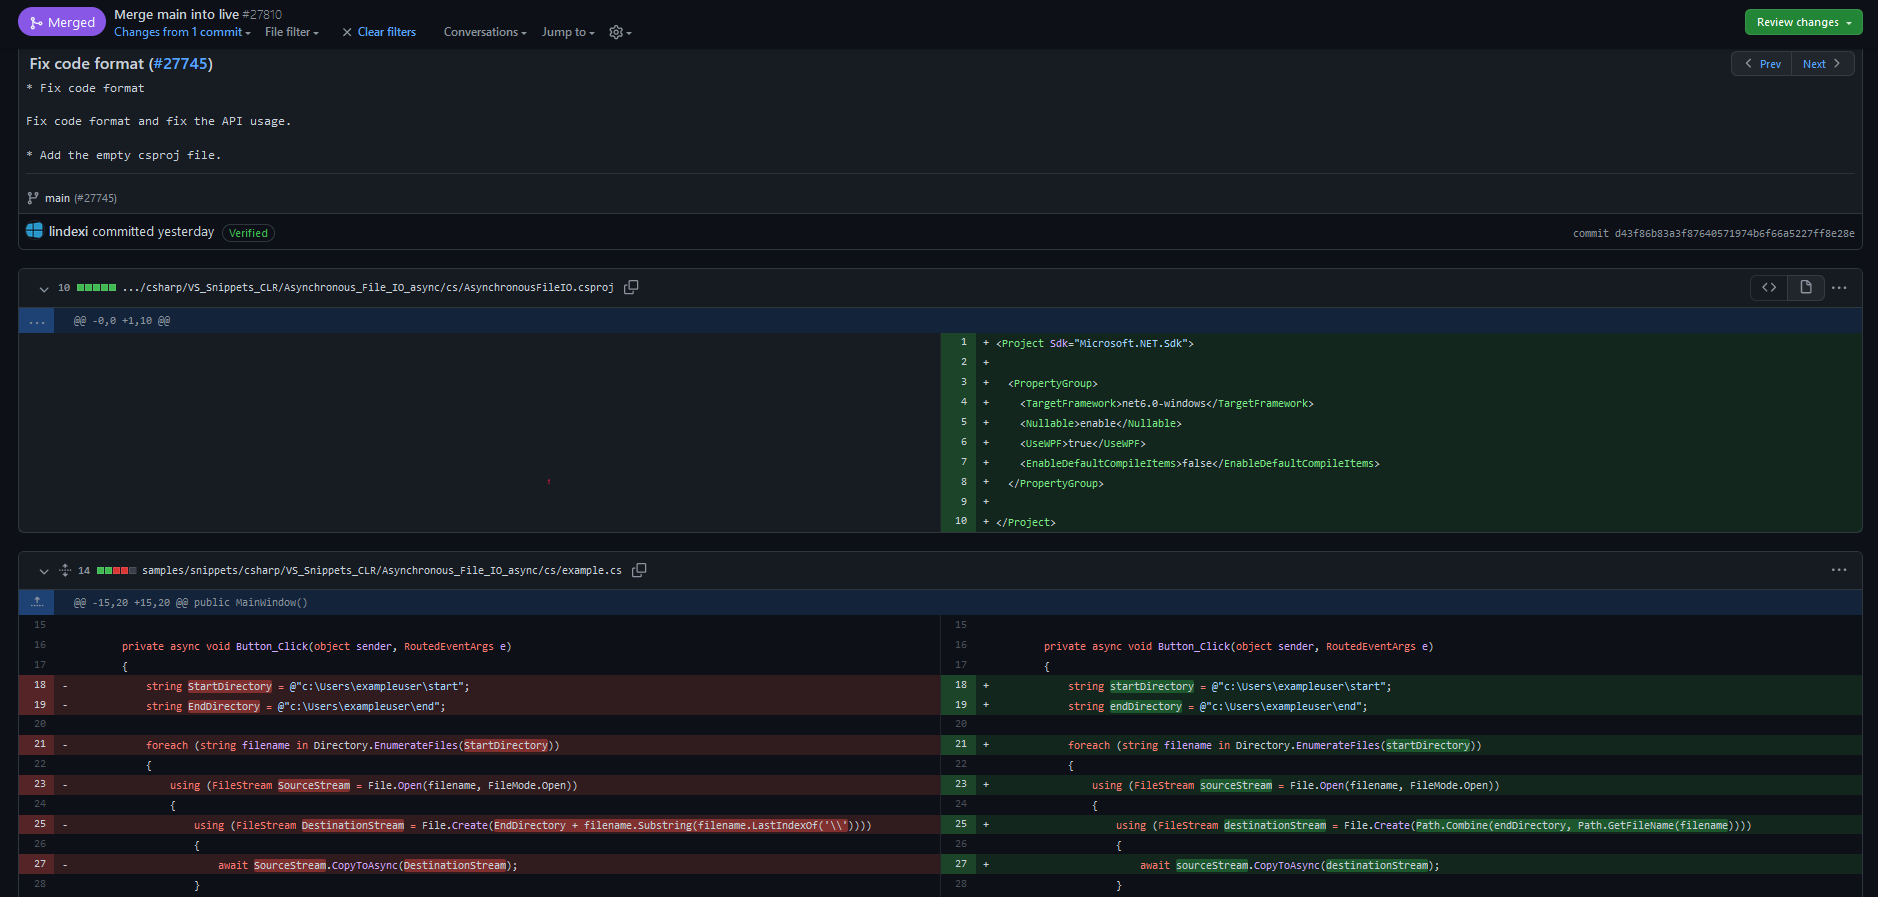 Merged
Merge main into live #27810
Changes from 1 commit File filter Clear filters Conversations Jump to
Review changes
Fix code format (#27745)
Prev Next
* Fix code format
Fix code format and fix the API usage.
* Add the empty csproj file.
main (#27745)
lindexi committed yesterday Verified
commit d43f86b83a3f87640571974b6f66a5227ff8e28e
10 .../csharp/VS_Snippets_CLR/Asynchronous_File_IO_async/cs/AsynchronousFileIO.csproj
... @@ -0,0 +1,10 @@
1 + <Project Sdk="Microsoft.NET.Sdk">
2 +
3 + <PropertyGroup>
4 + <TargetFramework>net6.0-windows</TargetFramework>
5 + <Nullable>enable</Nullable>
6 + <UseWPF>true</UseWPF>
7 + <EnableDefaultCompileItems>false</EnableDefaultCompileItems>
8 + </PropertyGroup>
9 +
10 + </Project>
14 samples/snippets/csharp/VS_Snippets_CLR/Asynchronous_File_IO_async/cs/example.cs
@@ -15,20 +15,20 @@ public MainWindow()
15
16 private async void Button_Click(object sender, RoutedEventArgs e)
17 {
18 - string StartDirectory = @"c:\Users\exampleuser\start";
19 - string EndDirectory = @"c:\Users\exampleuser\end";
20
21 - foreach (string filename in Directory.EnumerateFiles(StartDirectory))
22 {
23 - using (FileStream SourceStream = File.Open(filename, FileMode.Open))
24 {
25 - using (FileStream DestinationStream = File.Create(EndDirectory + filename.Substring(filename.LastIndexOf('\\'))))
26 {
27 - await SourceStream.CopyToAsync(DestinationStream);
28 }
15
16 private async void Button_Click(object sender, RoutedEventArgs e)
17 {
18 + string startDirectory = @"c:\Users\exampleuser\start";
19 + string endDirectory = @"c:\Users\exampleuser\end";
20
21 + foreach (string filename in Directory.EnumerateFiles(startDirectory))
22 {
23 + using (FileStream sourceStream = File.Open(filename, FileMode.Open))
24 {
25 + using (FileStream destinationStream = File.Create(Path.Combine(endDirectory, Path.GetFileName(filename))))
26 {
27 + await sourceStream.CopyToAsync(destinationStream);
28 }